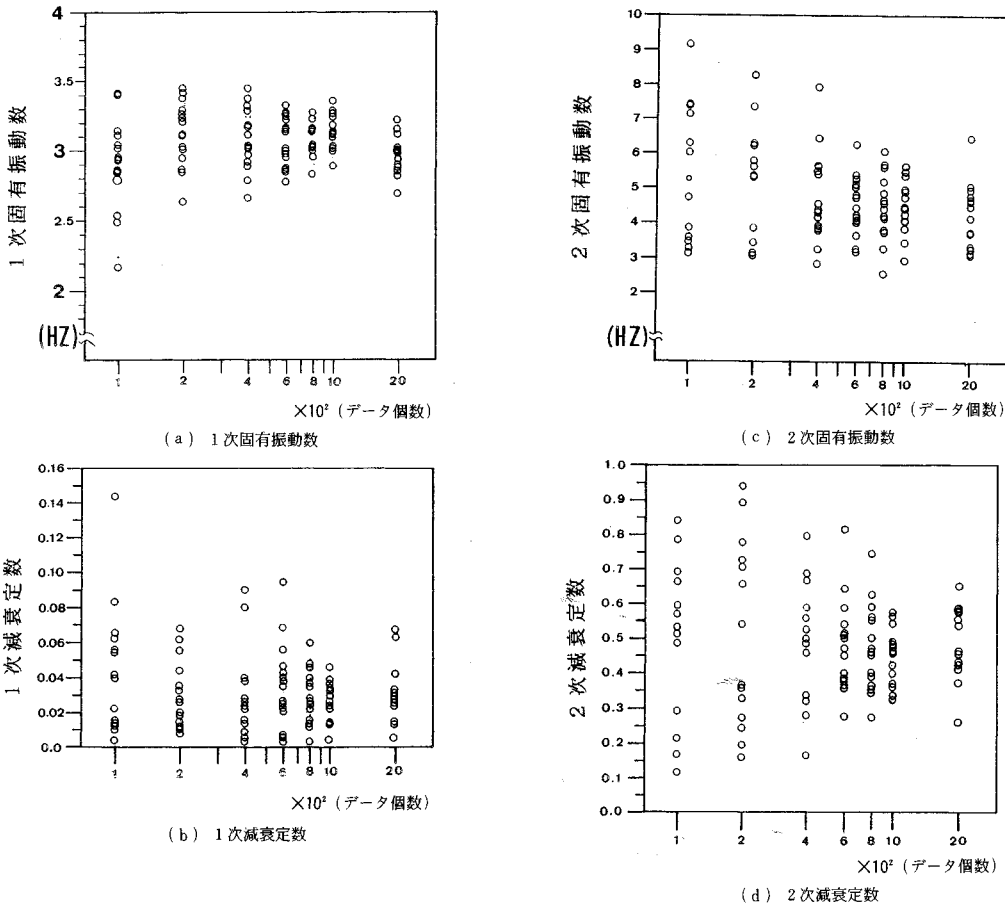 4
3.5
3
2.5
2
(HZ)
1次固有振動数
1 2 4 6 8 10 20
×10² (データ個数)
(a) 1次固有振動数
10
9
8
7
6
5
4
3
2
(HZ)
2次固有振動数
1 2 4 6 8 10 20
×10² (データ個数)
(c) 2次固有振動数
0.16
0.14
0.12
0.10
0.08
0.06
0.04
0.02
0.0
1次減衰定数
1 2 4 6 8 10 20
×10² (データ個数)
(b) 1次減衰定数
1.0
0.9
0.8
0.7
0.6
0.5
0.4
0.3
0.2
0.1
0.0
2次減衰定数
1 2 4 6 8 10 20
×10² (データ個数)
(d) 2次減衰定数